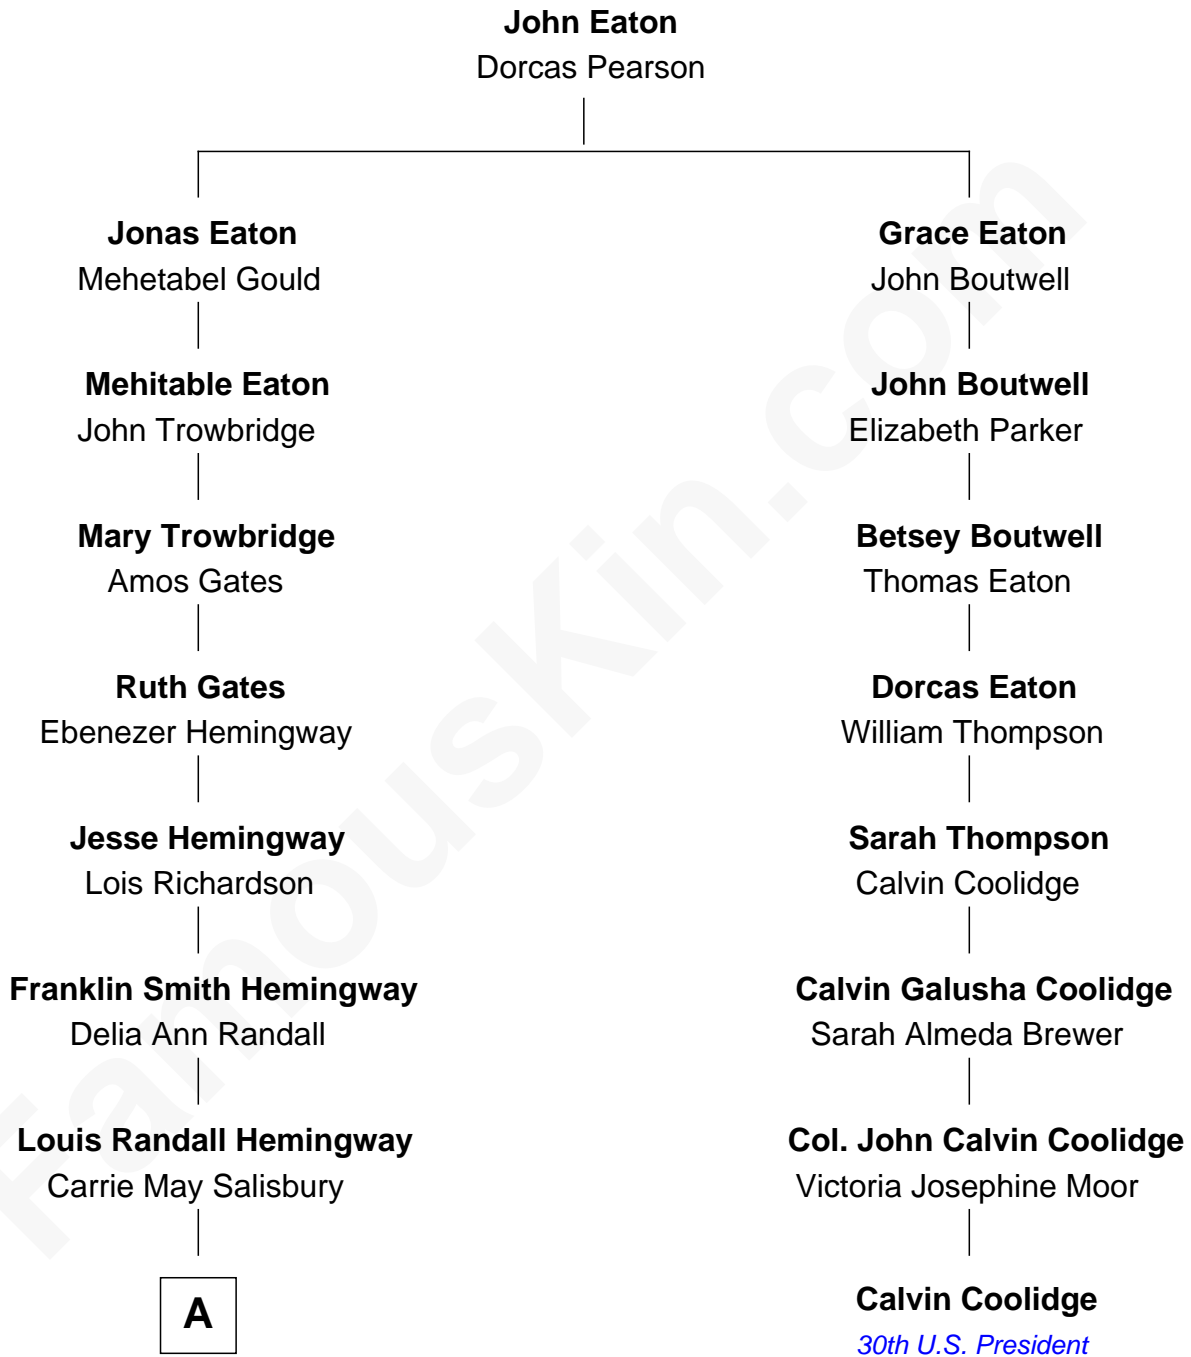 John Eaton
Dorcas Pearson
Jonas Eaton
Mehetabel Gould
Mehitable Eaton
John Trowbridge
Mary Trowbridge
Amos Gates
Ruth Gates
Ebenezer Hemingway
Jesse Hemingway
Lois Richardson
Franklin Smith Hemingway
Delia Ann Randall
Louis Randall Hemingway
Carrie May Salisbury
A
Grace Eaton
John Boutwell
John Boutwell
Elizabeth Parker
Betsey Boutwell
Thomas Eaton
Dorcas Eaton
William Thompson
Sarah Thompson
Calvin Coolidge
Calvin Galusha Coolidge
Sarah Almeda Brewer
Col. John Calvin Coolidge
Victoria Josephine Moor
Calvin Coolidge
30th U.S. President
FamousKin.com